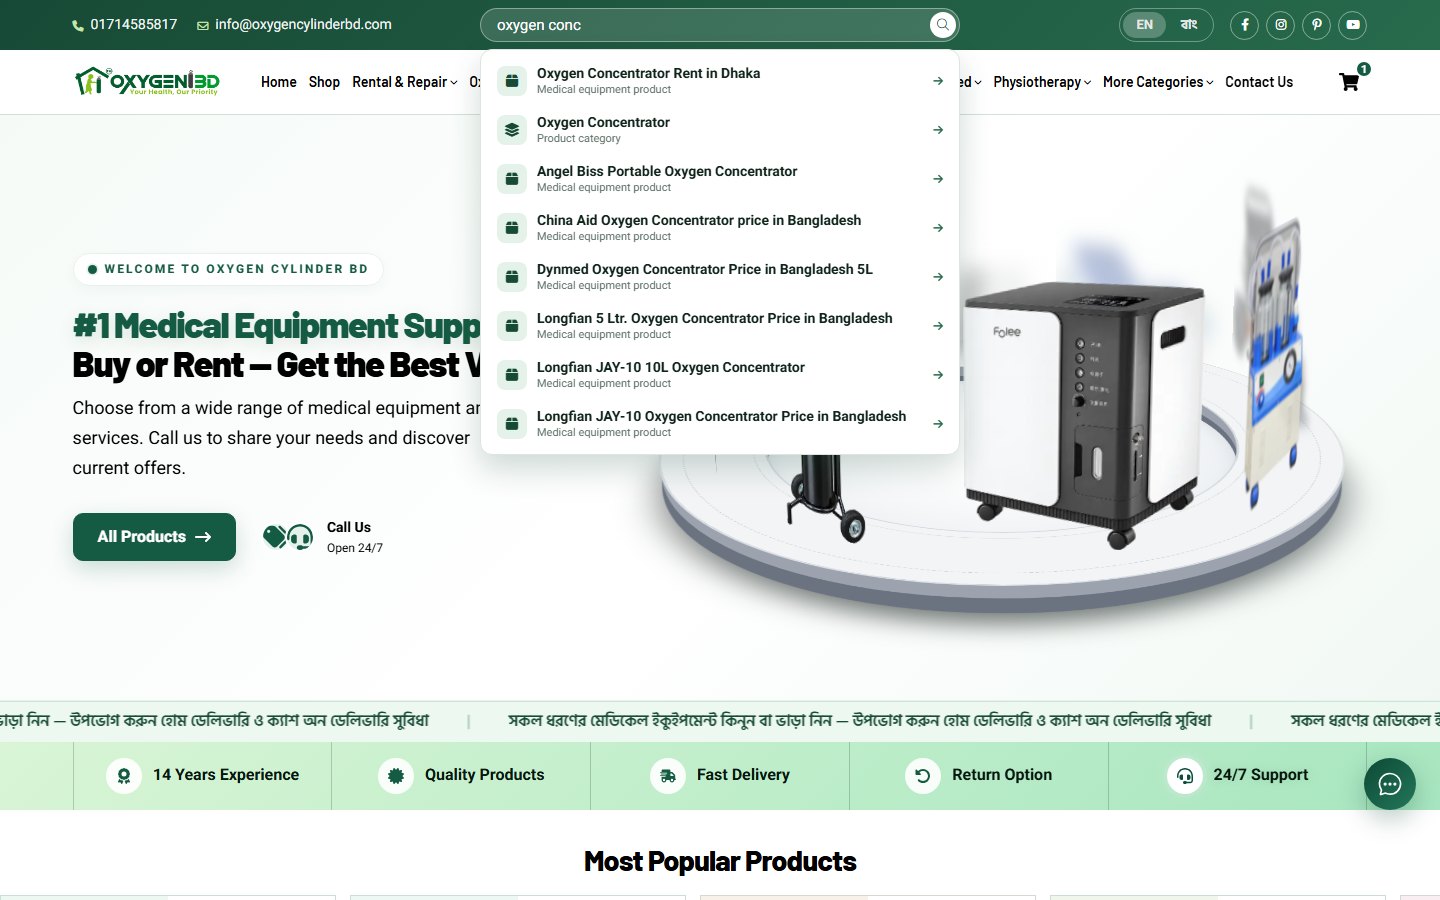 01714585817
info@oxygencylinderbd.com
oxygen conc
EN
বাং
OXYGEN BD
Your Health, Our Priority
Home
Shop
Rental & Repair
Physiotherapy
More Categories
Contact Us
1
Oxygen Concentrator Rent in Dhaka
Medical equipment product
Oxygen Concentrator
Product category
Angel Biss Portable Oxygen Concentrator
Medical equipment product
China Aid Oxygen Concentrator price in Bangladesh
Medical equipment product
Dynmed Oxygen Concentrator Price in Bangladesh 5L
Medical equipment product
Longfian 5 Ltr. Oxygen Concentrator Price in Bangladesh
Medical equipment product
Longfian JAY-10 10L Oxygen Concentrator
Medical equipment product
Longfian JAY-10 Oxygen Concentrator Price in Bangladesh
Medical equipment product
WELCOME TO OXYGEN CYLINDER BD
#1 Medical Equipment Supp
Buy or Rent – Get the Best
Choose from a wide range of medical equipment
services. Call us to share your needs and discover
current offers.
All Products
Call Us
Open 24/7
Folee
নিন — উপভোগ করুন হোম ডেলিভারি ও ক্যাশ অন ডেলিভারি সুবিধা | সকল ধরণের মেডিকেল ইকুইপমেন্ট কিনুন বা ভাড়া নিন — উপভোগ করুন হোম ডেলিভারি ও ক্যাশ অন ডেলিভারি সুবিধা | সকল ধরণের মেডিকেল
14 Years Experience
Quality Products
Fast Delivery
Return Option
24/7 Support
Most Popular Products